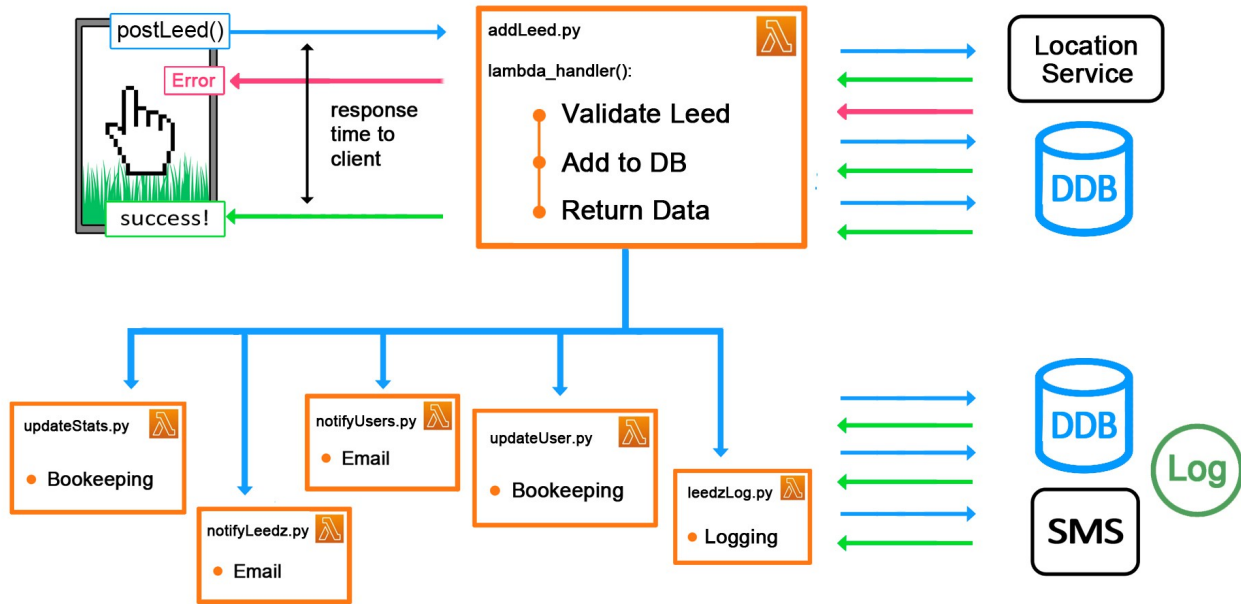 postLeed()
Error
response
time to
client
success!
addLeed.py
lambda_handler():
Validate Leed
Add to DB
Return Data
Location
Service
DDB
updateStats.py
Bookeeping
notifyLeedz.py
Email
notifyUsers.py
Email
updateUser.py
Bookeeping
leedzLog.py
Logging
DDB
Log
SMS